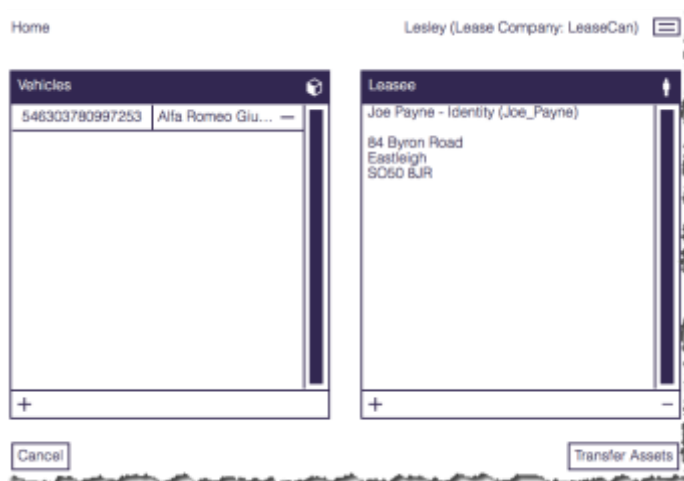 Home
Lesley (Lease Company: LeaseCan)
Vehicles
546303780997253 Alfa Romeo Giu... −
+
Leasee
Joe Payne - Identity (Joe_Payne)
84 Byron Road
Eastleigh
SO50 8JR
+ −
Cancel
Transfer Assets